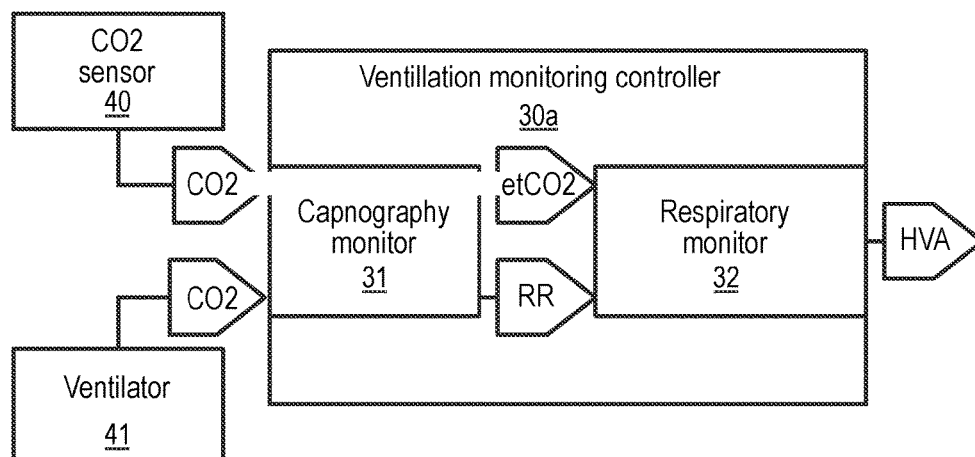 CO2
sensor
40
Ventillation monitoring controller
30a
CO2
etCO2
Capnography
monitor
31
Respiratory
monitor
32
HVA
CO2
RR
Ventilator
41